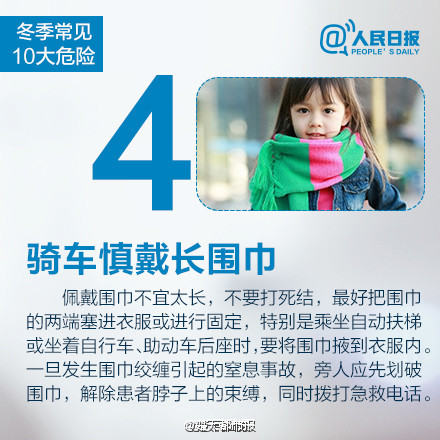 冬季常见
10大危险
@人民日报
PEOPLE'S DAILY
4
骑车慎戴长围巾
佩戴围巾不宜太长，不要打死结，最好把围巾
的两端塞进衣服或进行固定，特别是乘坐自动扶梯
或坐着自行车、助动车后座时，要将围巾掖到衣服内。
一旦发生围巾绞缠引起的窒息事故，旁人应先划破
围巾，解除患者脖子上的束缚，同时拨打急救电话。